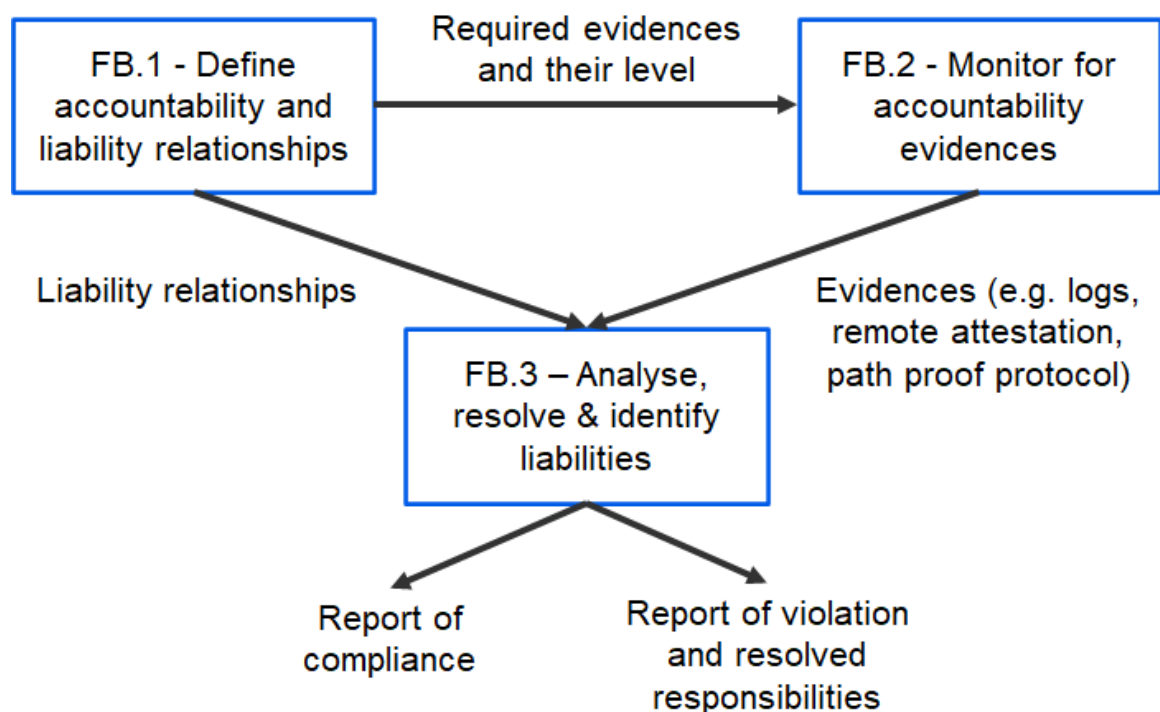 FB.1 - Define
accountability and
liability relationships
Required evidences
and their level
FB.2 - Monitor for
accountability
evidences
Liability relationships
Evidences (e.g. logs,
remote attestation,
path proof protocol)
FB.3 – Analyse,
resolve & identify
liabilities
Report of
compliance
Report of violation
and resolved
responsibilities